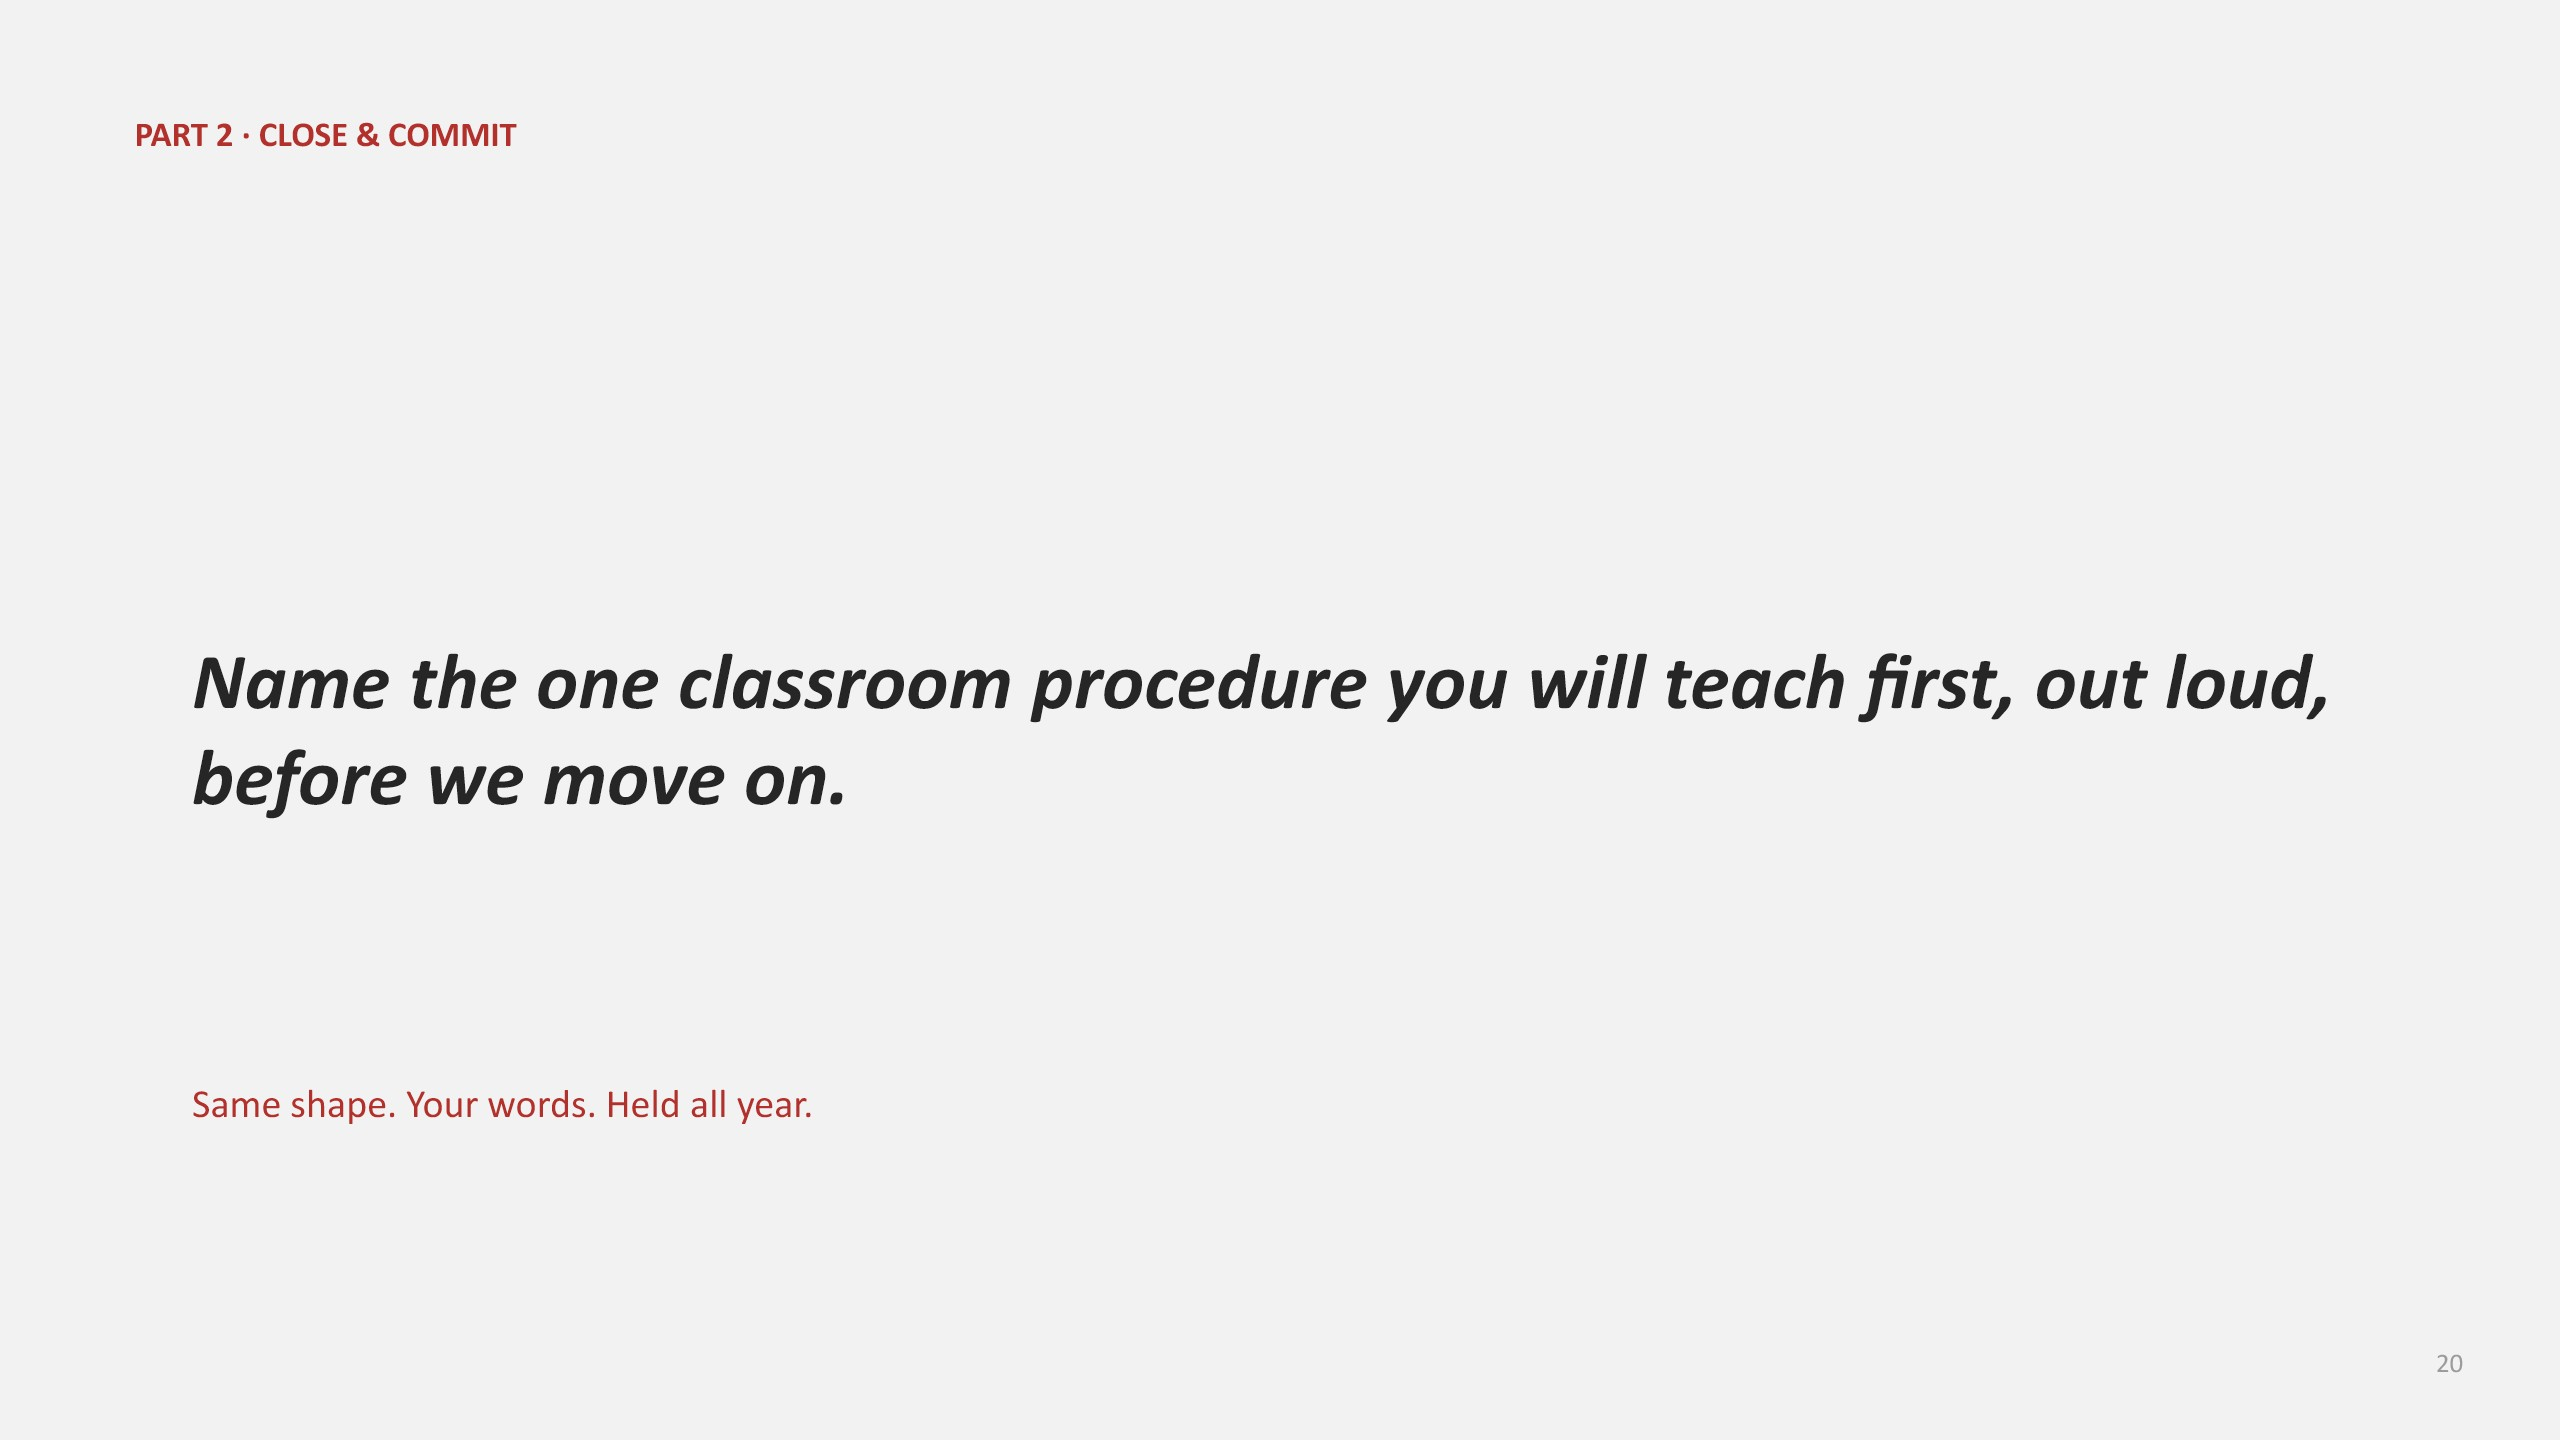 PART 2 · CLOSE & COMMIT
Name the one classroom procedure you will teach first, out loud,
before we move on.
Same shape. Your words. Held all year.
20